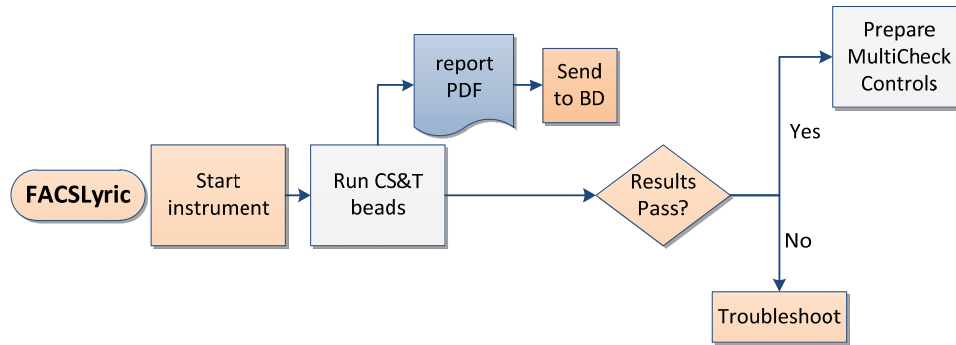 FACSLyric
Start
instrument
Run CS&T
beads
report
PDF
Send
to BD
Results
Pass?
Yes
No
Prepare
MultiCheck
Controls
Troubleshoot